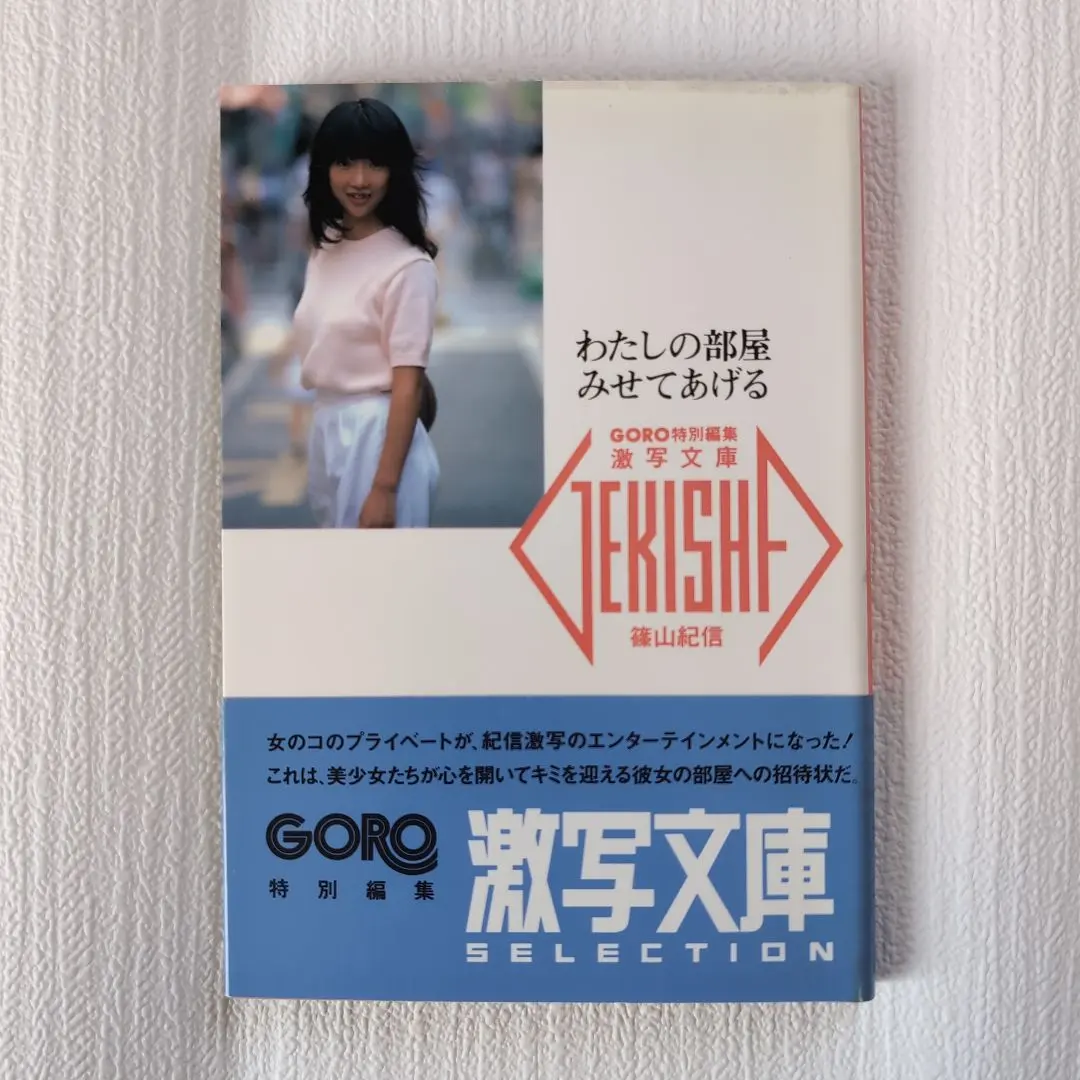 わたしの部屋
みせてあげる
GORO特別編集
激写文庫
GEKISHA
篠山紀信
女のコのプライベートが、紀信激写のエンターテインメントになった!
これは、美少女たちが心を開いてキミを迎える彼女の部屋への招待状だ。
GORO
特別編集
激写文庫
SELECTION